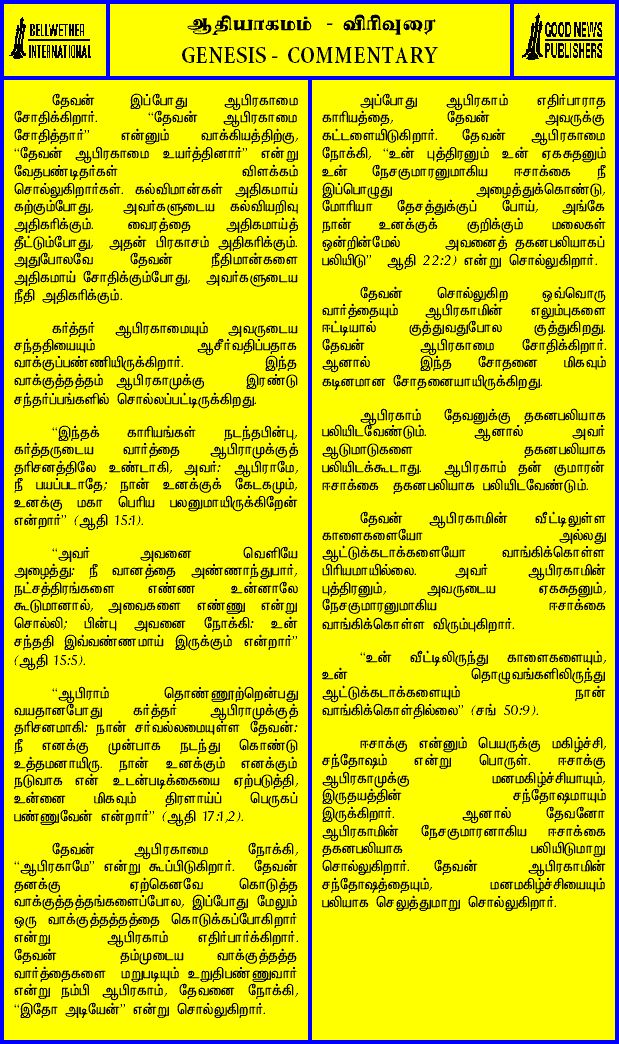 BELLWETHER
INTERNATIONAL
ஆதியாகமம் - விரிவுரை
GENESIS - COMMENTARY
GOOD NEWS
PUBLISHERS
தேவன் இப்போது ஆபிரகாமை
சோதிக்கிறார். “தேவன் ஆபிரகாமை
சோதித்தார்” என்னும் வாக்கியத்திற்கு,
“தேவன் ஆபிரகாமை உயர்த்தினார்” என்று
வேதபண்டிதர்கள் விளக்கம்
சொல்லுகிறார்கள். கல்விமான்கள் அதிகமாய்
கற்கும்போது, அவர்களுடைய கல்வியறிவு
அதிகரிக்கும். வைரத்தை அதிகமாய்த்
தீட்டும்போது, அதன் பிரகாசம் அதிகரிக்கும்.
அதுபோலவே தேவன் நீதிமான்களை
அதிகமாய் சோதிக்கும்போது, அவர்களுடைய
நீதி அதிகரிக்கும்.
கர்த்தர் ஆபிரகாமையும் அவருடைய
சந்ததியையும் ஆசீர்வதிப்பதாக
வாக்குப்பண்ணியிருக்கிறார். இந்த
வாக்குத்தத்தம் ஆபிரகாமுக்கு இரண்டு
சந்தர்ப்பங்களில் சொல்லப்பட்டிருக்கிறது.
“இந்தக் காரியங்கள் நடந்தபின்பு,
கர்த்தருடைய வார்த்தை ஆபிராமுக்குத்
தரிசனத்திலே உண்டாகி, அவர்: ஆபிராமே,
நீ பயப்படாதே; நான் உனக்குக் கேடகமும்,
உனக்கு மகா பெரிய பலனுமாயிருக்கிறேன்
என்றார்” (ஆதி 15:1).
“அவர் அவனை வெளியே
அழைத்து: நீ வானத்தை அண்ணாந்துபார்,
நட்சத்திரங்களை எண்ண உன்னாலே
கூடுமானால், அவைகளை எண்ணு என்று
சொல்லி; பின்பு அவனை நோக்கி: உன்
சந்ததி இவ்வண்ணமாய் இருக்கும் என்றார்”
(ஆதி 15:5).
“ஆபிராம் தொண்ணூற்றென்பது
வயதானபோது கர்த்தர் ஆபிராமுக்குத்
தரிசனமாகி: நான் சர்வல்லமையுள்ள தேவன்:
நீ எனக்கு முன்பாக நடந்து கொண்டு
உத்தமனாயிரு. நான் உனக்கும் எனக்கும்
நடுவாக என் உடன்படிக்கையை ஏற்படுத்தி,
உன்னை மிகவும் திரளாய்ப் பெருகப்
பண்ணுவேன் என்றார்” (ஆதி 17:1,2).
தேவன் ஆபிரகாமை நோக்கி,
“ஆபிரகாமே” என்று கூப்பிடுகிறார். தேவன்
தனக்கு ஏற்கெனவே கொடுத்த
வாக்குத்தத்தங்களைப்போல, இப்போது மேலும்
ஒரு வாக்குத்தத்தத்தை கொடுக்கப்போகிறார்
என்று ஆபிரகாம் எதிர்பார்க்கிறார்.
தேவன் தம்முடைய வாக்குத்தத்த
வார்த்தைகளை மறுபடியும் உறுதிபண்ணுவார்
என்று நம்பி ஆபிரகாம், தேவனை நோக்கி,
“இதோ அடியேன்” என்று சொல்லுகிறார்.
அப்போது ஆபிரகாம் எதிர்பாராத
காரியத்தை, தேவன் அவருக்கு
கட்டளையிடுகிறார். தேவன் ஆபிரகாமை
நோக்கி, “உன் புத்திரனும் உன் ஏகசுதனும்
உன் நேசகுமாரனுமாகிய ஈசாக்கை நீ
இப்பொழுது அழைத்துக்கொண்டு,
மோரியா தேசத்துக்குப் போய், அங்கே
நான் உனக்குக் குறிக்கும் மலைகள்
ஒன்றின்மேல் அவனைத் தகனபலியாகப்
பலியிடு” ஆதி 22:2) என்று சொல்லுகிறார்.
தேவன் சொல்லுகிற ஒவ்வொரு
வார்த்தையும் ஆபிரகாமின் எலும்புகளை
ஈட்டியால் குத்துவதுபோல குத்துகிறது.
தேவன் ஆபிரகாமை சோதிக்கிறார்.
ஆனால் இந்த சோதனை மிகவும்
கடினமான சோதனையாயிருக்கிறது.
ஆபிரகாம் தேவனுக்கு தகனபலியாக
பலியிடவேண்டும். ஆனால் அவர்
ஆடுமாடுகளை தகனபலியாக
பலியிடக்கூடாது. ஆபிரகாம் தன் குமாரன்
ஈசாக்கை தகனபலியாக பலியிடவேண்டும்.
தேவன் ஆபிரகாமின் வீட்டிலுள்ள
காளைகளையோ அல்லது
ஆட்டுக்கடாக்களையோ வாங்கிக்கொள்ள
பிரியமாயில்லை. அவர் ஆபிரகாமின்
புத்திரனும், அவருடைய ஏகசுதனும்,
நேசகுமாரனுமாகிய ஈசாக்கை
வாங்கிக்கொள்ள விரும்புகிறார்.
“உன் வீட்டிலிருந்து காளைகளையும்,
உன் தொழுவங்களிலிருந்து
ஆட்டுக்கடாக்களையும் நான்
வாங்கிக்கொள்தில்லை” (சங் 50:9).
ஈசாக்கு என்னும் பெயருக்கு மகிழ்ச்சி,
சந்தோஷம் என்று பொருள். ஈசாக்கு
ஆபிரகாமுக்கு மனமகிழ்ச்சியாயும்,
இருதயத்தின் சந்தோஷமாயும்
இருக்கிறார். ஆனால் தேவனோ
ஆபிரகாமின் நேசகுமாரனாகிய ஈசாக்கை
தகனபலியாக பலியிடுமாறு
சொல்லுகிறார். தேவன் ஆபிரகாமின்
சந்தோஷத்தையும், மனமகிழ்ச்சியையும்
பலியாக செலுத்துமாறு சொல்லுகிறார்.